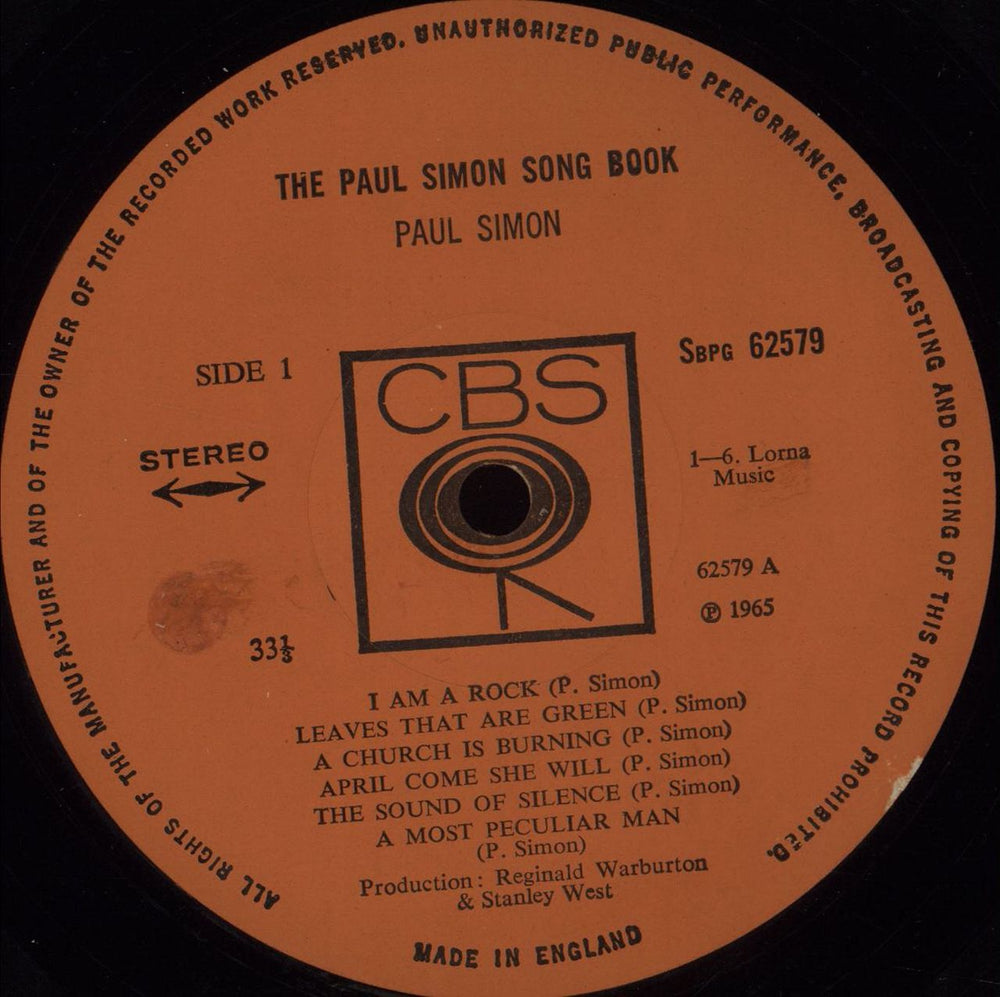 ALL RIGHTS OF THE MANUFACTURER AND OF THE OWNER OF THE RECORDED WORK RESERVED. UNAUTHORIZED PUBLIC PERFORMANCE, BROADCASTING AND COPYING OF THIS RECORD PROHIBITED.
THE PAUL SIMON SONG BOOK
PAUL SIMON
SIDE 1
SBPG 62579
CBS
STEREO
1—6. Lorna
Music
62579 A
℗ 1965
33⅓
I AM A ROCK (P. Simon)
LEAVES THAT ARE GREEN (P. Simon)
A CHURCH IS BURNING (P. Simon)
APRIL COME SHE WILL (P. Simon)
THE SOUND OF SILENCE (P. Simon)
A MOST PECULIAR MAN
(P. Simon)
Production: Reginald Warburton
& Stanley West
MADE IN ENGLAND